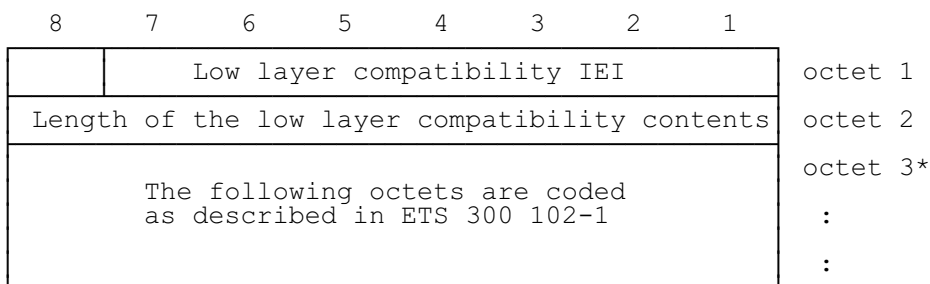 8 7 6 5 4 3 2 1
Low layer compatibility IEI octet 1
Length of the low layer compatibility contents octet 2
octet 3*
The following octets are coded
as described in ETS 300 102-1 :
: